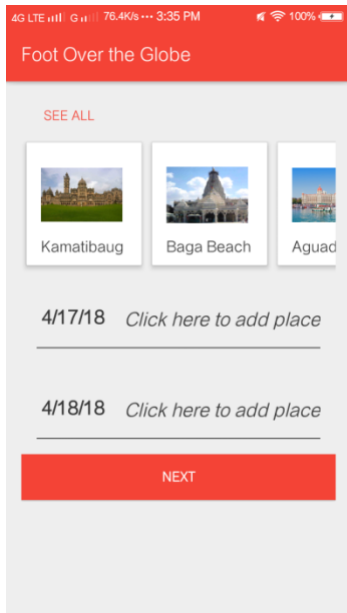 4G LTE G 76.4K/s ••• 3:35 PM 100%
Foot Over the Globe
SEE ALL
Kamatibaug Baga Beach Aguad
4/17/18 Click here to add place
4/18/18 Click here to add place
NEXT